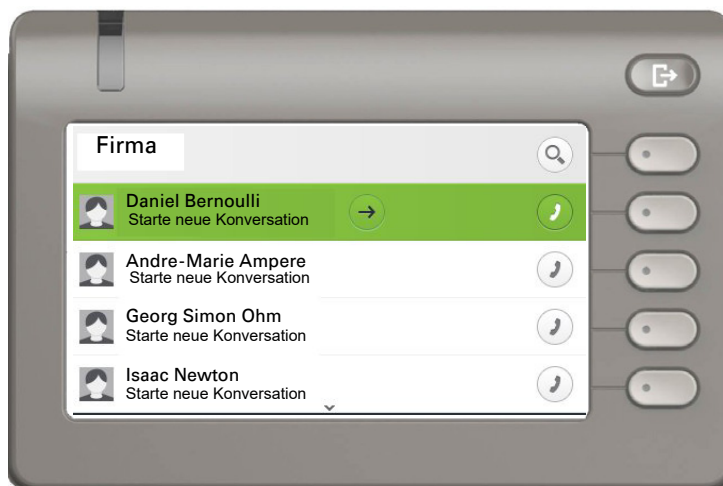 Firma
Daniel Bernoulli
Starte neue Konversation
Andre-Marie Ampere
Starte neue Konversation
Georg Simon Ohm
Starte neue Konversation
Isaac Newton
Starte neue Konversation